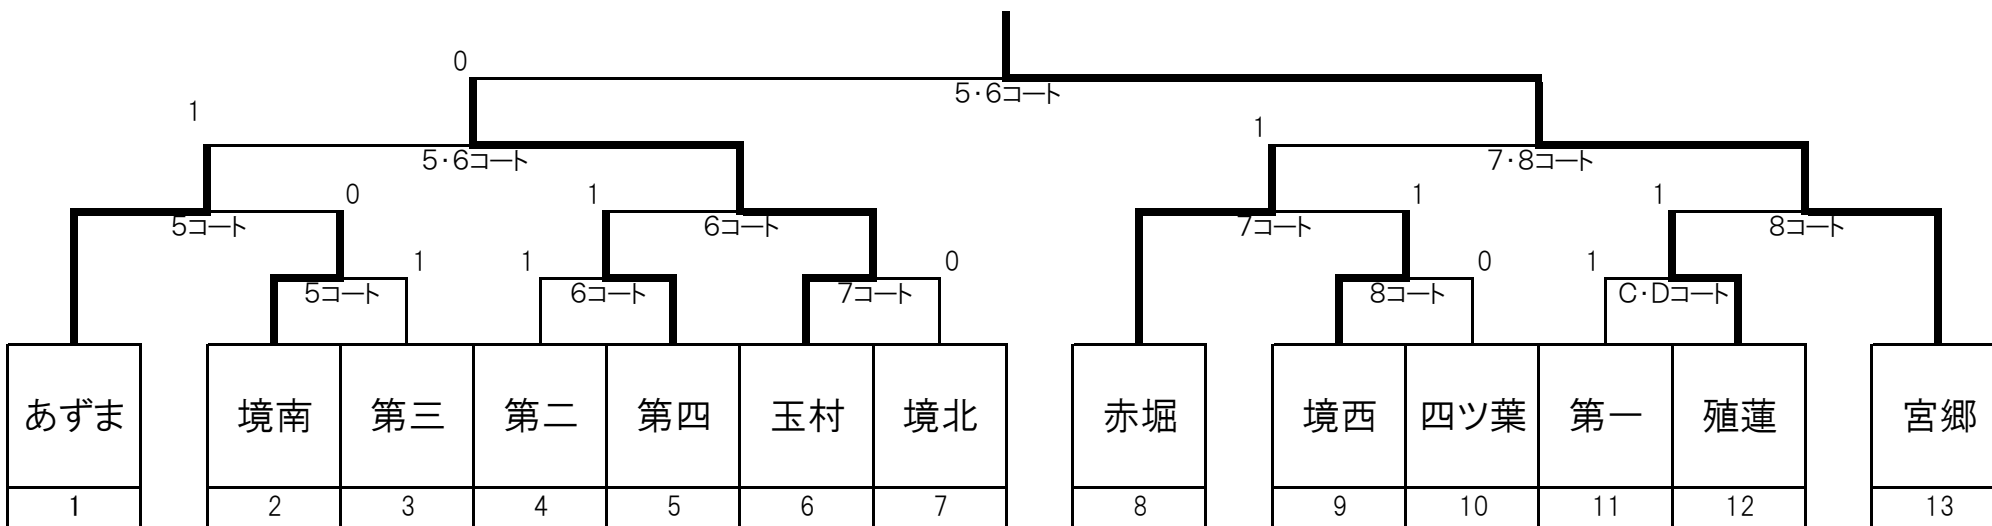 0
5・6コート
1
1
5・6コート
7・8コート
0
1
1
1
5コート
6コート
7コート
8コート
1
1
0
0
1
5コート
6コート
7コート
8コート
C・Dコート
あずま
境南
第三
第二
第四
玉村
境北
赤堀
境西
四ツ葉
第一
殖蓮
宮郷
1
2
3
4
5
6
7
8
9
10
11
12
13